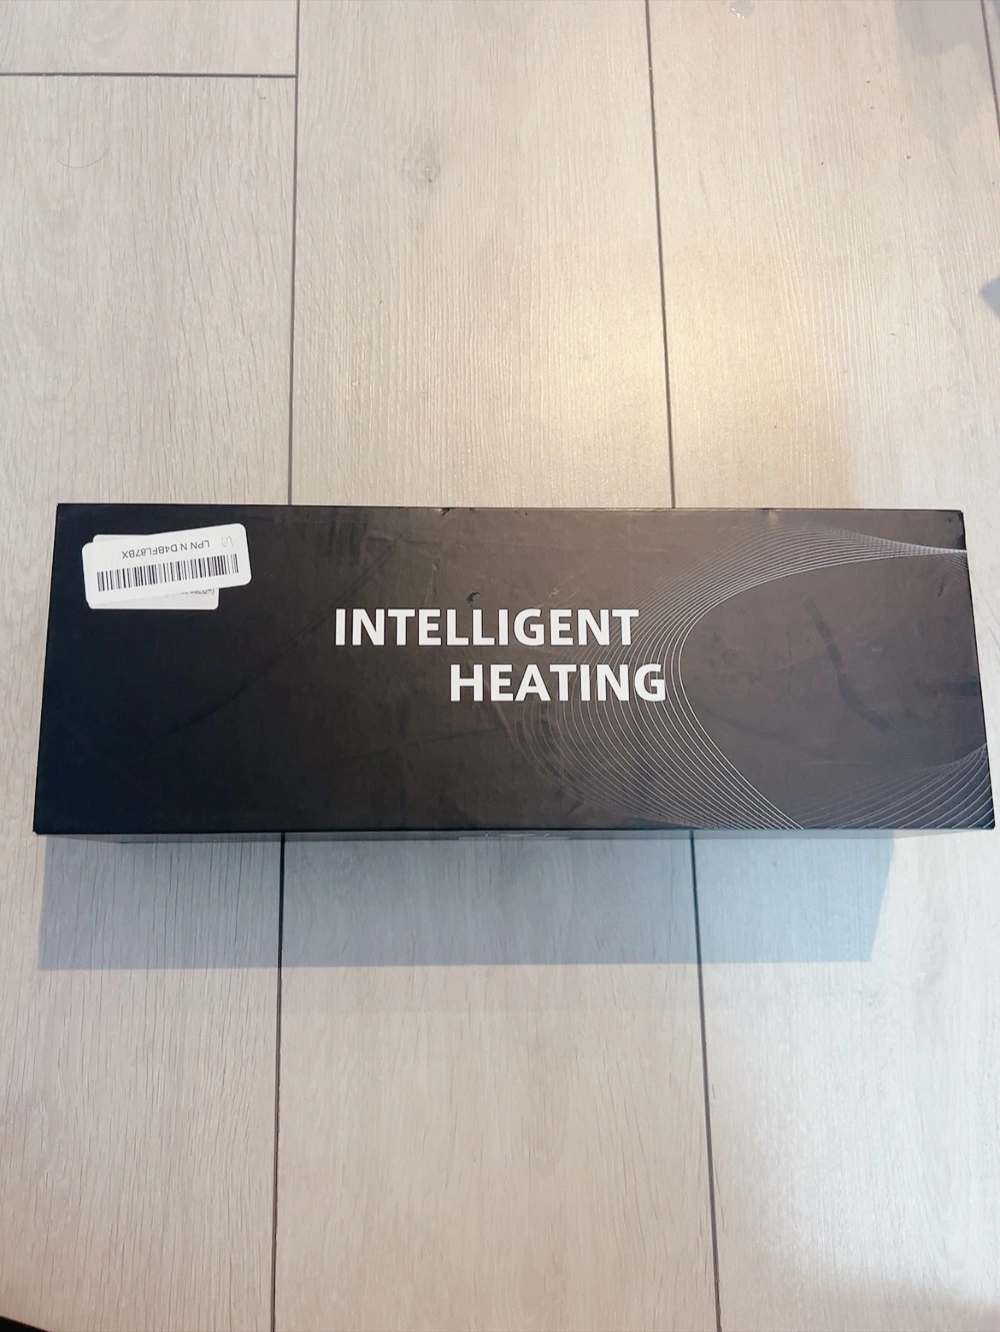 LPN N D4BFL87BX
INTELLIGENT
HEATING